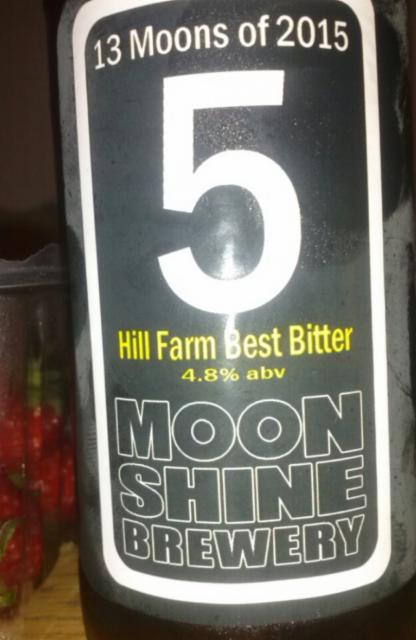 13 Moons of 2015
5
Hill Farm Best Bitter
4.8% abv
MOON
SHINE
BREWERY